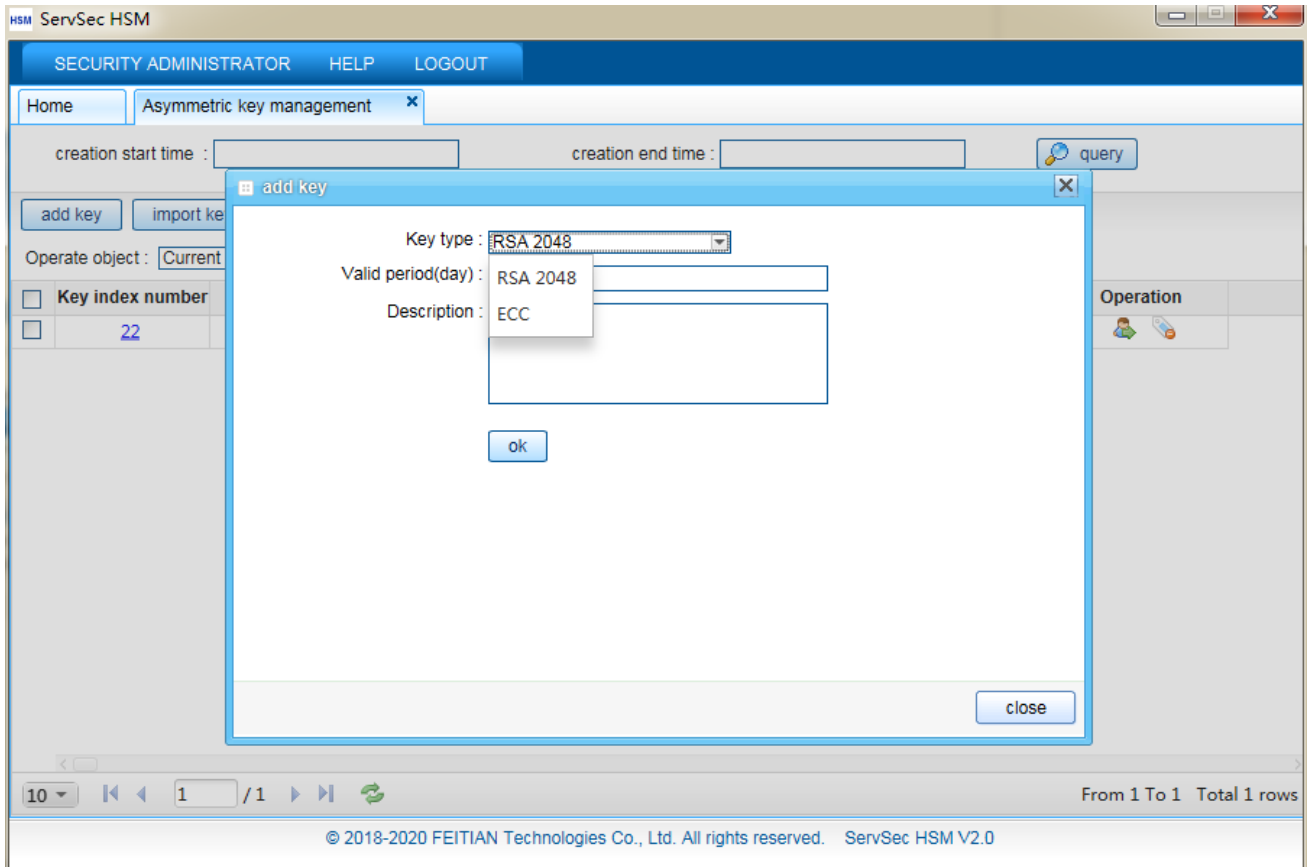 HSM ServSec HSM
SECURITY ADMINISTRATOR HELP LOGOUT
Home Asymmetric key management
creation start time : creation end time : query
add key
add key import ke
Key type : RSA 2048
Operate object : Current
Valid period(day) :
RSA 2048
Key index number
Operation
Description :
ECC
22
ok
close
10 1 / 1 From 1 To 1 Total 1 rows
© 2018-2020 FEITIAN Technologies Co., Ltd. All rights reserved. ServSec HSM V2.0